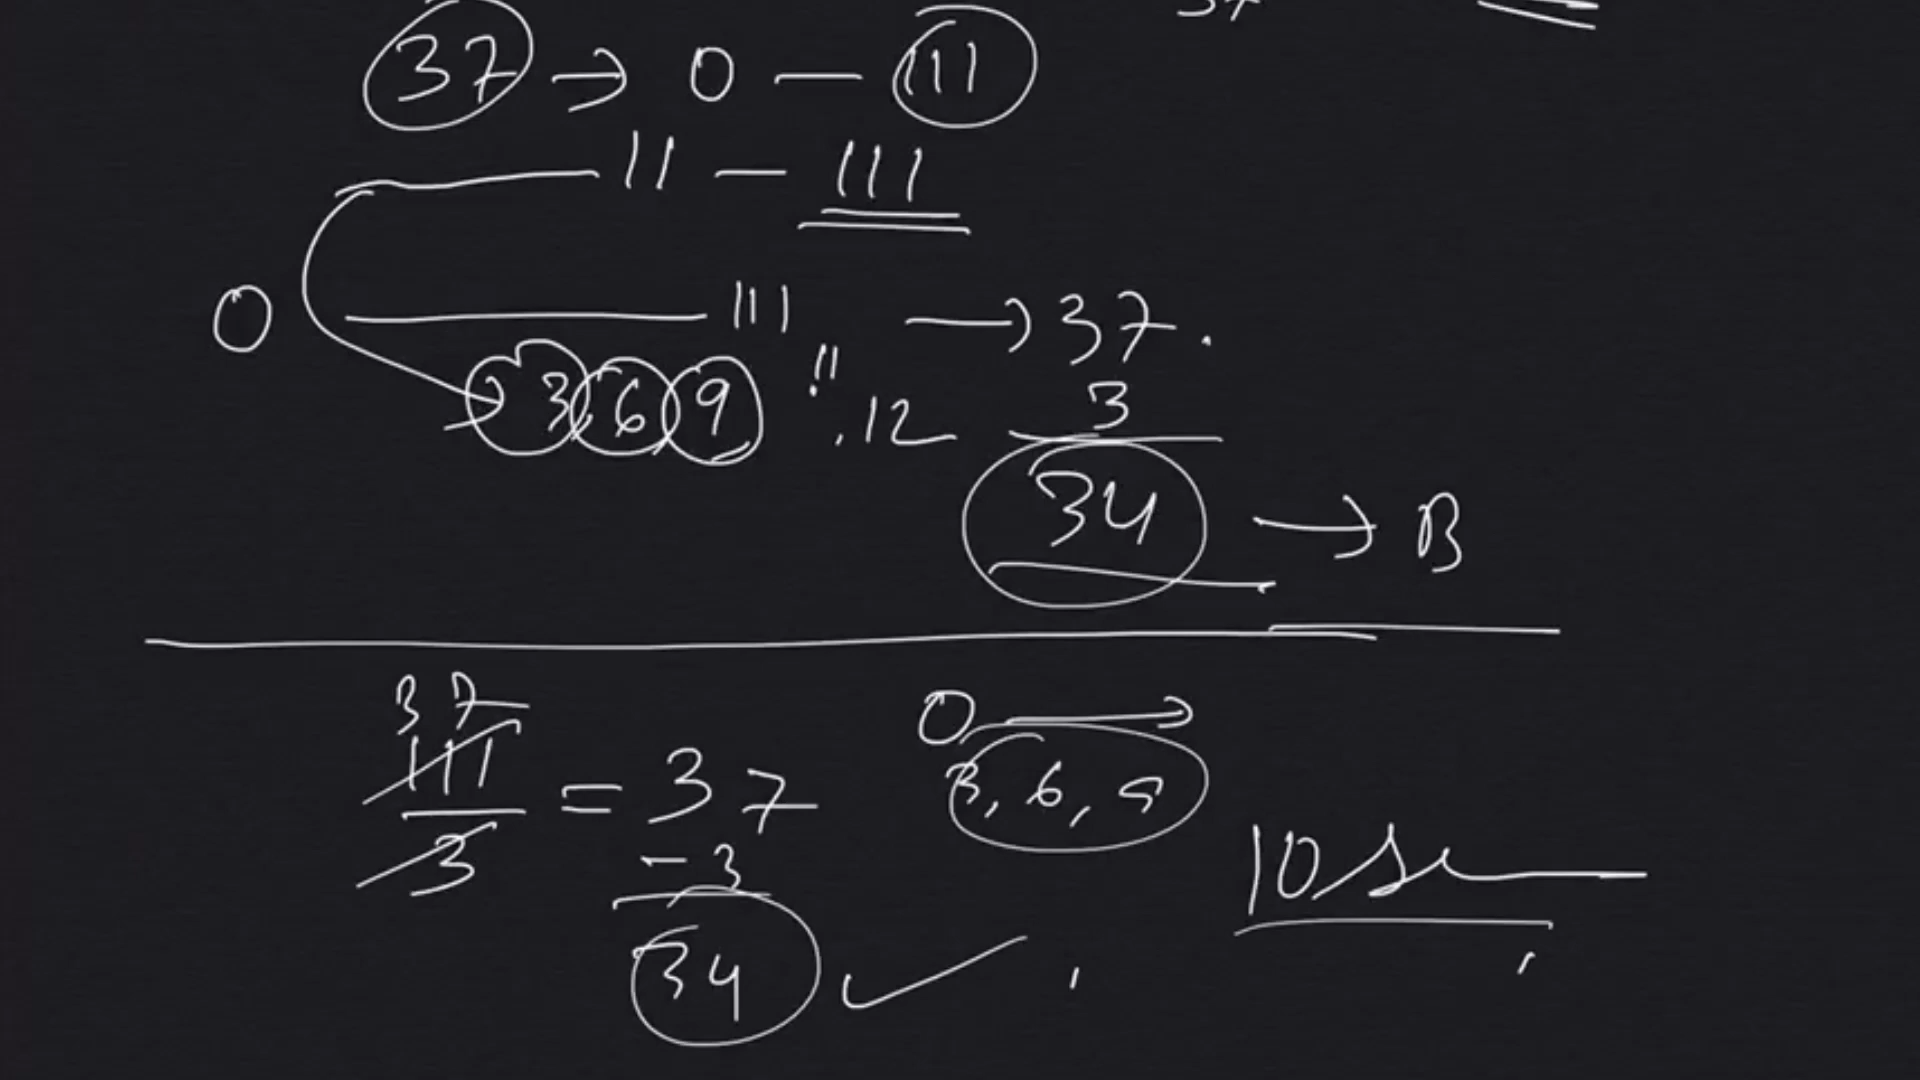 37 → 0 — 111
11 — 111
0 — 111 → 37.
3 6 9 .12 3
34 → B
37
111 0 →
3 = 37 3, 6, 9
- 3 10 sec
34 ✓